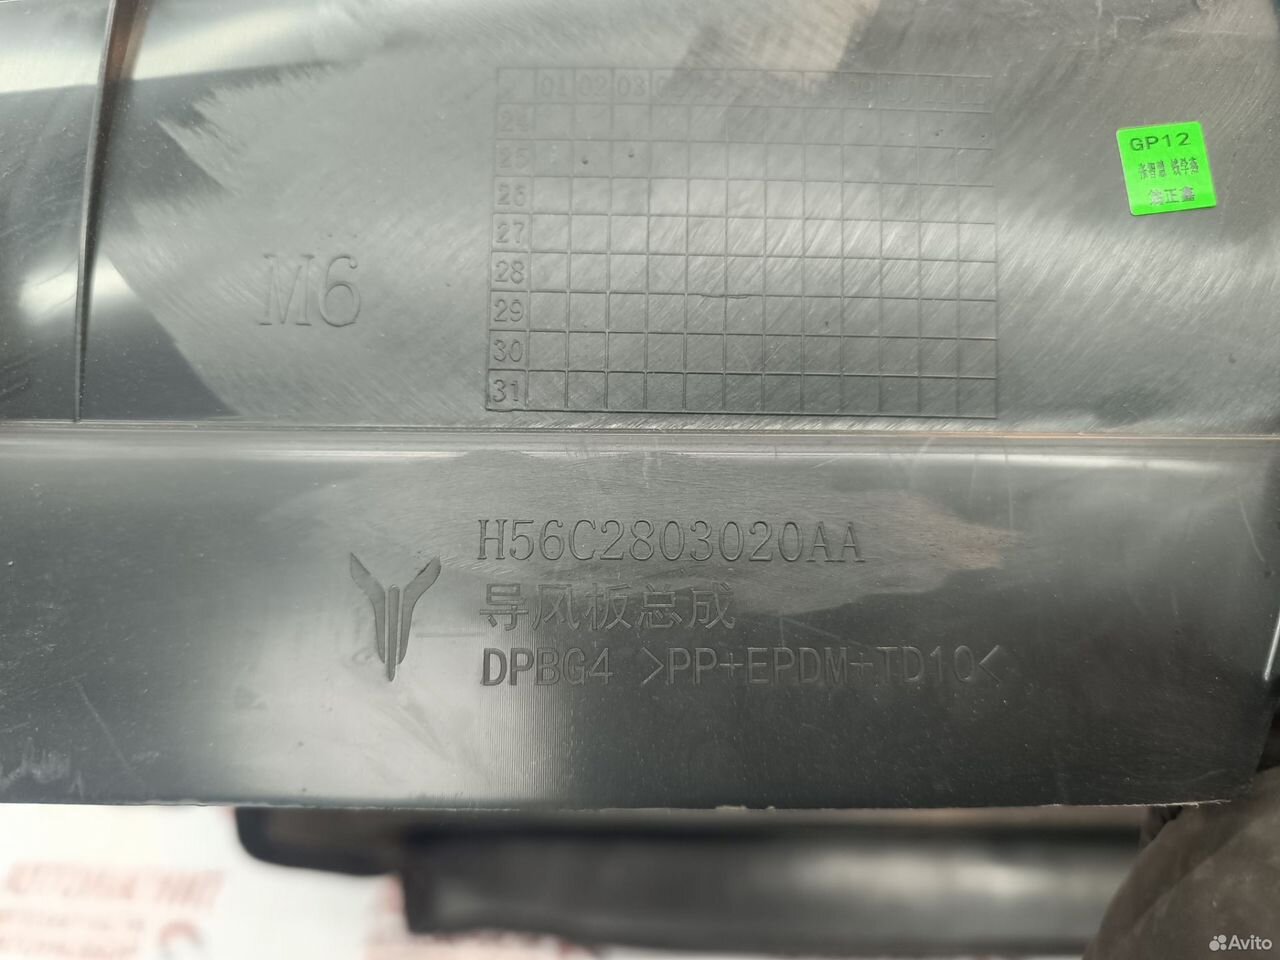 01 02 03
24
25
26
27
28
29
30
31
M6
GP12
H56C2803020AA
导风板总成
DPBG4 >PP+EPDM+TD10<
Avito